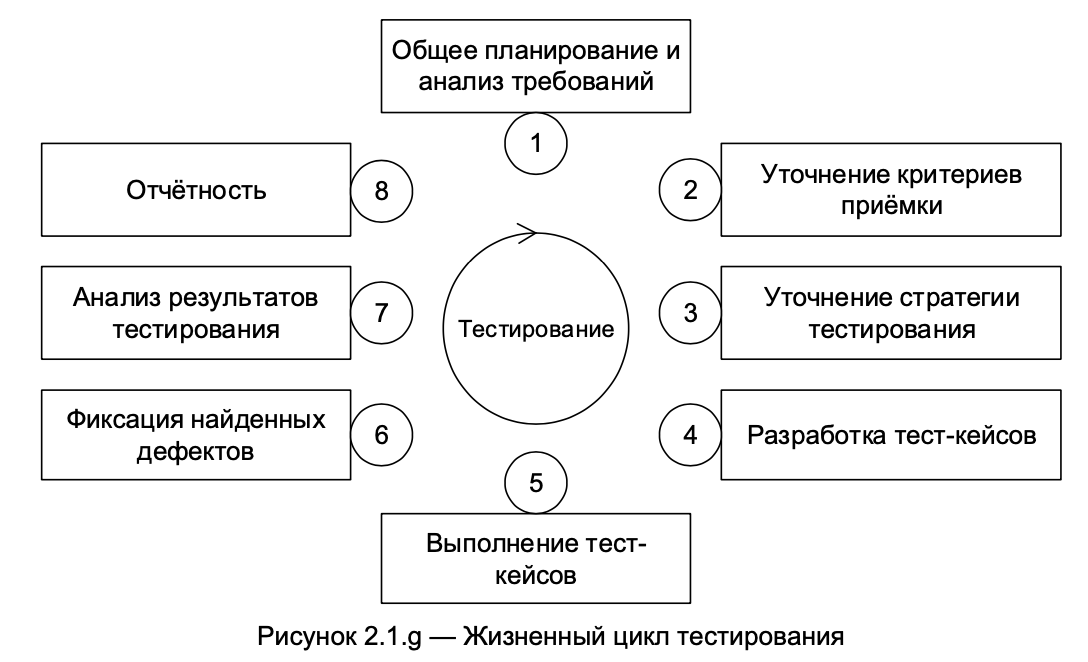 Общее планирование и
анализ требований
1
2
Уточнение критериев
приёмки
3
Уточнение стратегии
тестирования
4
Разработка тест-кейсов
5
Выполнение тест-
кейсов
6
Фиксация найденных
дефектов
7
Анализ результатов
тестирования
8
Отчётность
Тестирование
Рисунок 2.1.g — Жизненный цикл тестирования